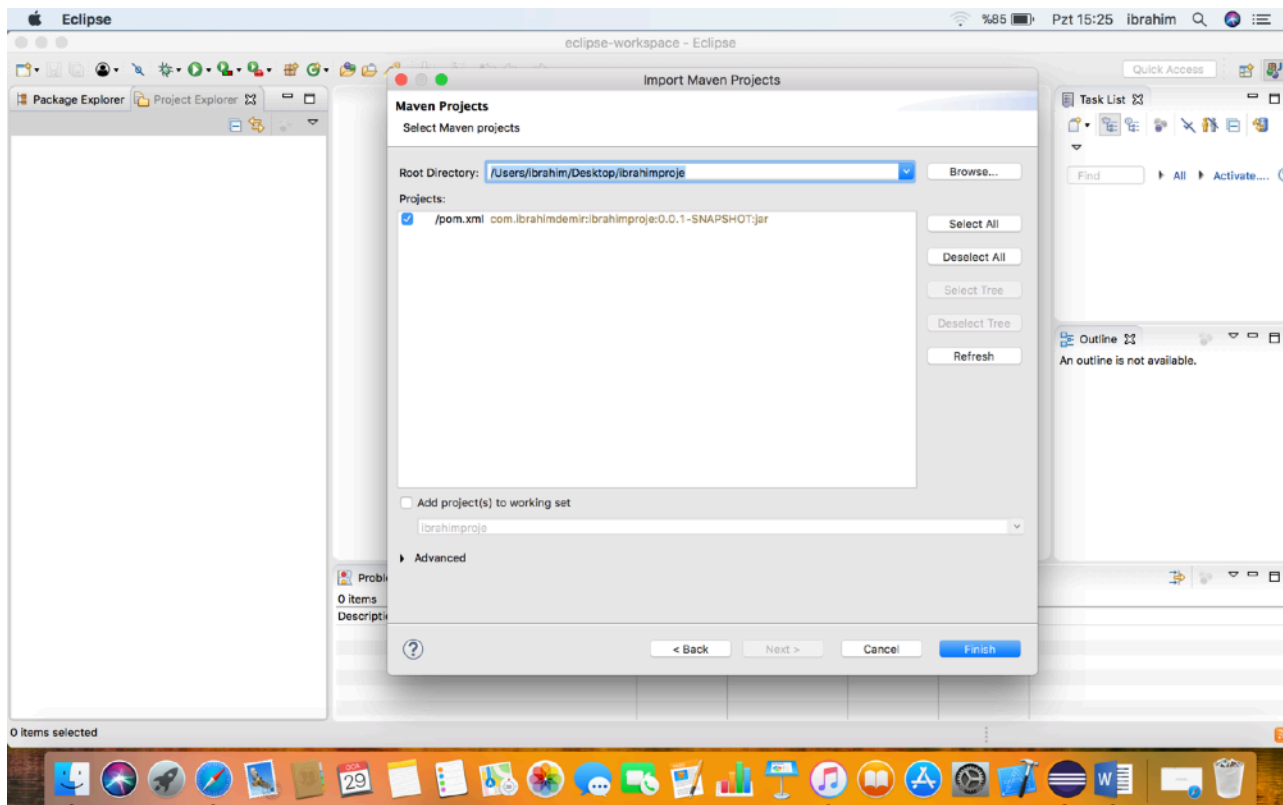 Eclipse
%85
Pzt 15:25 ibrahim
eclipse-workspace - Eclipse
Quick Access
Package Explorer
Project Explorer
Import Maven Projects
Maven Projects
Select Maven projects
Root Directory: /Users/ibrahim/Desktop/ibrahimproje
Browse...
Projects:
/pom.xml com.ibrahimdemir:ibrahimproje:0.0.1-SNAPSHOT:jar
Select All
Deselect All
Select Tree
Deselect Tree
Refresh
Add project(s) to working set
ibrahimproje
Advanced
< Back
Next >
Cancel
Finish
Task List
Find
All
Activate....
Outline
An outline is not available.
Proble
0 items
Descripti
0 items selected
OCA
29
W